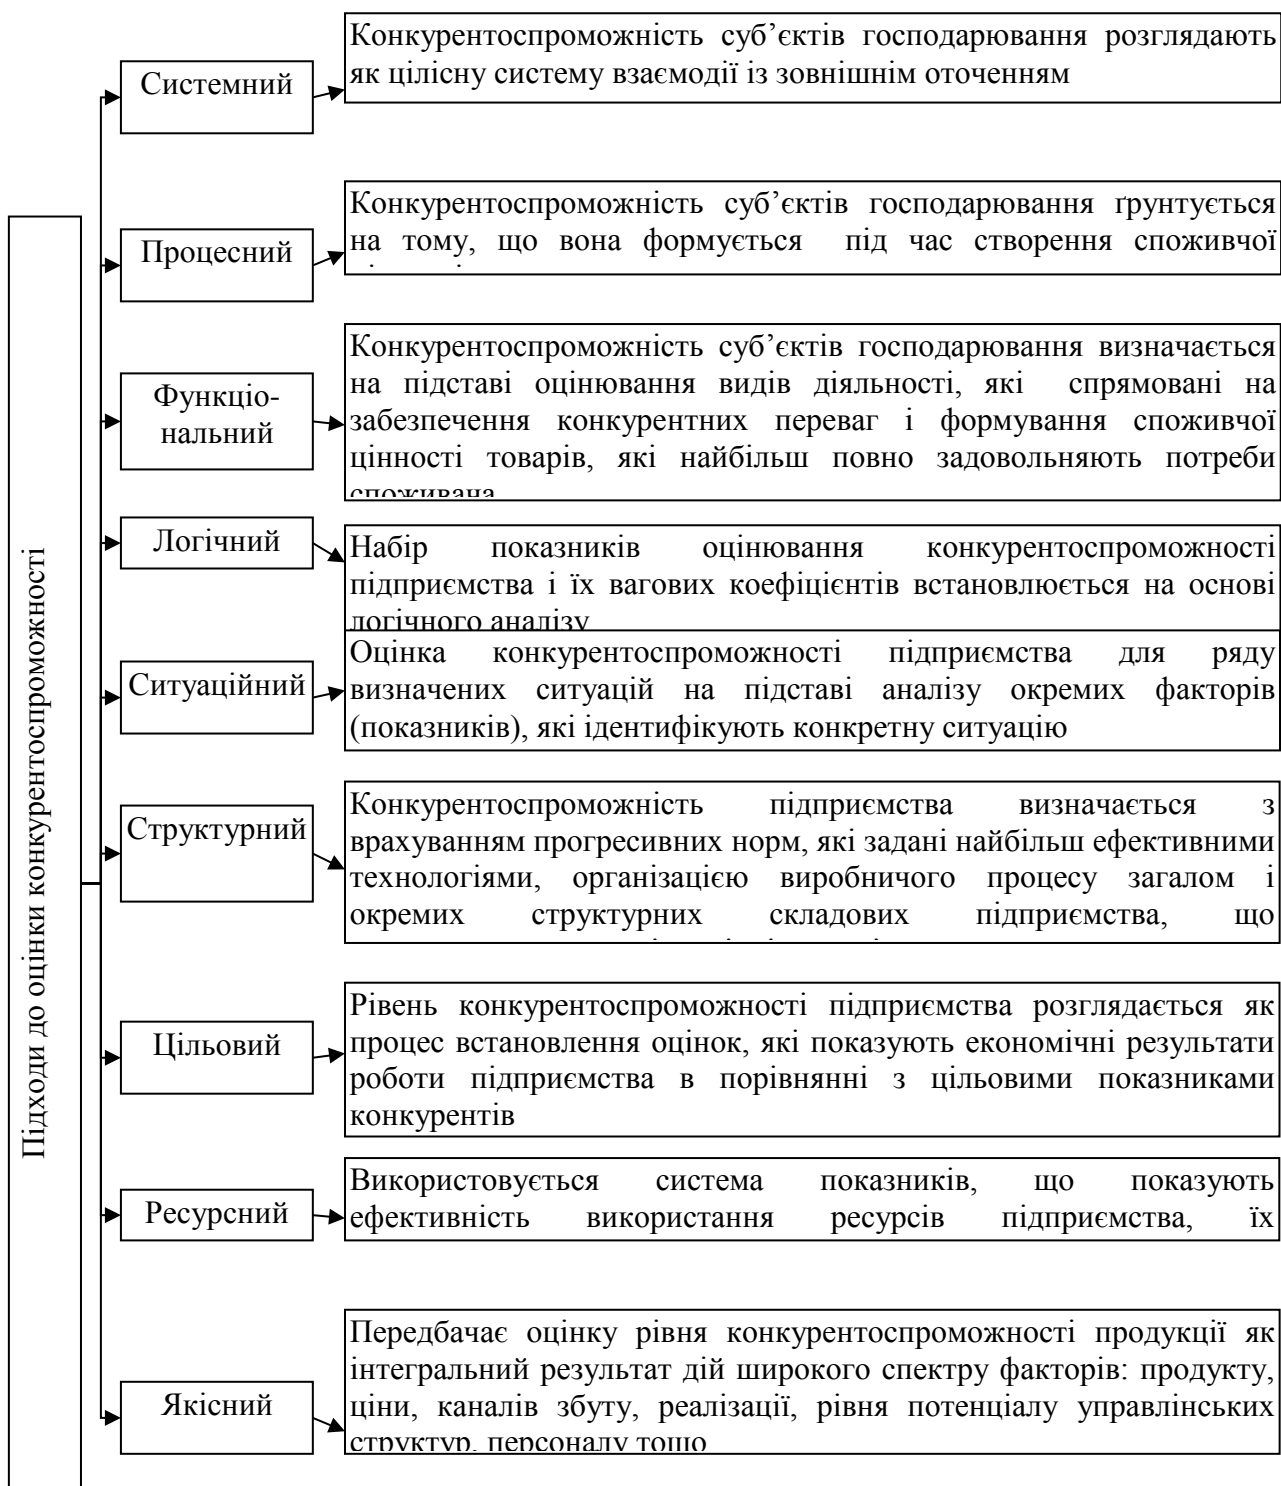 Підходи до оцінки конкурентоспроможності
Системний
Конкурентоспроможність суб’єктів господарювання розглядають
як цілісну систему взаємодії із зовнішнім оточенням
Процесний
Конкурентоспроможність суб’єктів господарювання ґрунтується
на тому, що вона формується під час створення споживчої
Функціо-
нальний
Конкурентоспроможність суб’єктів господарювання визначається
на підставі оцінювання видів діяльності, які спрямовані на
забезпечення конкурентних переваг і формування споживчої
цінності товарів, які найбільш повно задовольняють потреби
споживача
Логічний
Набір показників оцінювання конкурентоспроможності
підприємства і їх вагових коефіцієнтів встановлюється на основі
логічного аналізу
Ситуаційний
Оцінка конкурентоспроможності підприємства для ряду
визначених ситуацій на підставі аналізу окремих факторів
(показників), які ідентифікують конкретну ситуацію
Структурний
Конкурентоспроможність підприємства визначається з
врахуванням прогресивних норм, які задані найбільш ефективними
технологіями, організацією виробничого процесу загалом і
окремих структурних складових підприємства, що
Цільовий
Рівень конкурентоспроможності підприємства розглядається як
процес встановлення оцінок, які показують економічні результати
роботи підприємства в порівнянні з цільовими показниками
конкурентів
Ресурсний
Використовується система показників, що показують
ефективність використання ресурсів підприємства, їх
Якісний
Передбачає оцінку рівня конкурентоспроможності продукції як
інтегральний результат дій широкого спектру факторів: продукту,
ціни, каналів збуту, реалізації, рівня потенціалу управлінських
структур, персоналу тощо